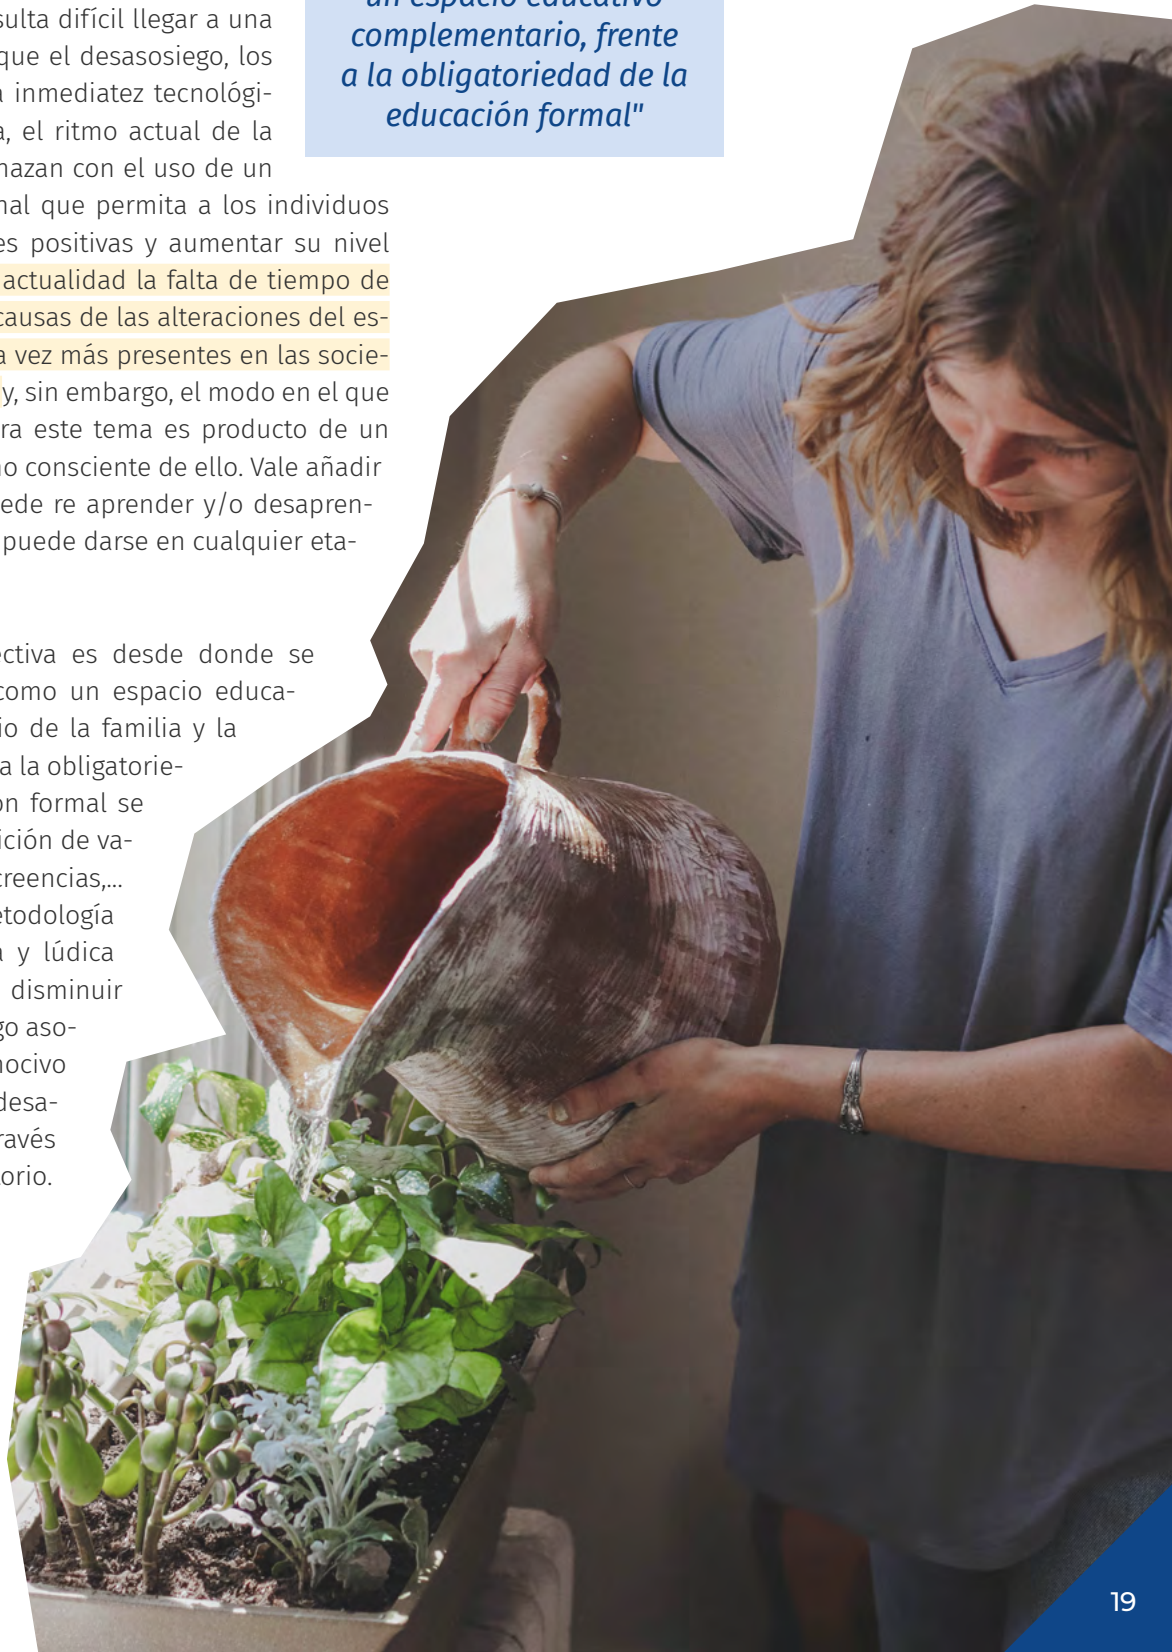 sulta difícil llegar a una
que el desasosiego, los
inmediatez tecnológi-
a, el ritmo actual de la
nazan con el uso de un
nal que permita a los individuos
es positivas y aumentar su nivel
actualidad la falta de tiempo de
causas de las alteraciones del es-
a vez más presentes en las socie-
y, sin embargo, el modo en el que
ra este tema es producto de un
no consciente de ello. Vale añadir
ede re aprender y/o desapren-
puede darse en cualquier eta-
ectiva es desde donde se
como un espacio educa-
io de la familia y la
a la obligatorie-
ón formal se
ición de va-
creencias,...
etodología
a y lúdica
disminuir
go aso-
nocivo
desa-
ravés
orio.
un espacio educativo
complementario, frente
a la obligatoriedad de la
educación formal"
19